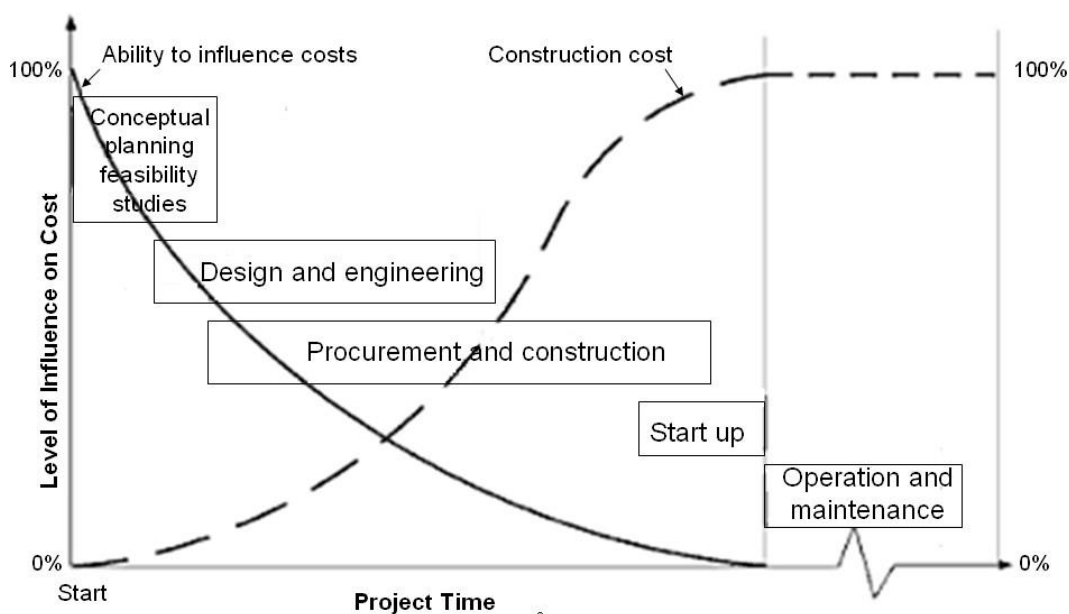 Ability to influence costs
Construction cost
100%
100%
Conceptual
planning
feasibility
studies
Level of Influence on Cost
Design and engineering
Procurement and construction
Start up
Operation and
maintenance
0%
0%
Start
Project Time